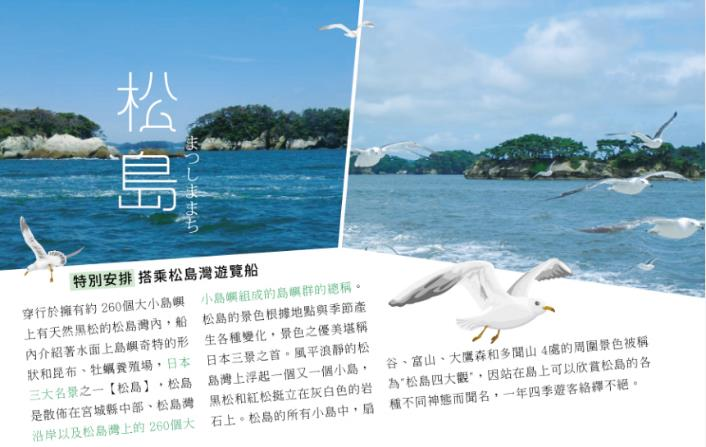 松島
まつしままち
特別安排 搭乘松島灣遊覽船
穿行於擁有約 260個大小島嶼
上有天然黑松的松島灣內，船
內介紹著水面上島嶼奇特的形
狀和昆布、牡蠣養殖場，日本
三大名景之一【松島】，松島
是散佈在宮城縣中部、松島灣
沿岸以及松島灣上的 260個大
小島嶼組成的島嶼群的總稱。
松島的景色根據地點與季節產
生各種變化，景色之優美堪稱
日本三景之首。風平浪靜的松
島灣上浮起一個又一個小島，
黑松和紅松挺立在灰白色的岩
石上。松島的所有小島中，扇
谷、富山、大鷹森和多聞山 4處的周圍景色被稱
為"松島四大觀"，因站在島上可以欣賞松島的各
種不同神態而聞名，一年四季遊客絡繹不絕。